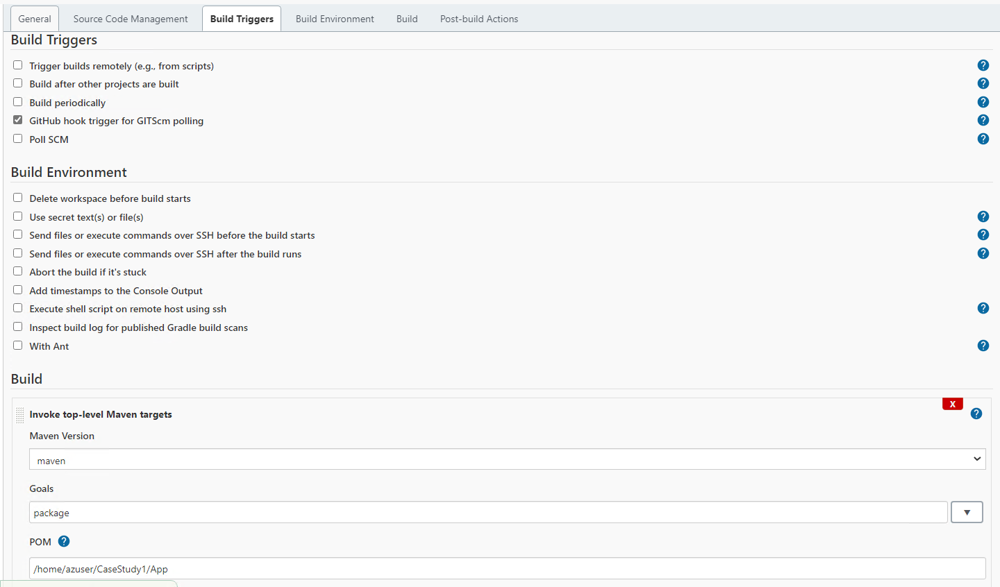 General Source Code Management Build Triggers Build Environment Build Post-build Actions
Build Triggers
Trigger builds remotely (e.g., from scripts) ?
Build after other projects are built ?
Build periodically ?
GitHub hook trigger for GITScm polling ?
Poll SCM ?
Build Environment
Delete workspace before build starts
Use secret text(s) or file(s) ?
Send files or execute commands over SSH before the build starts ?
Send files or execute commands over SSH after the build runs ?
Abort the build if it's stuck
Add timestamps to the Console Output
Execute shell script on remote host using ssh ?
Inspect build log for published Gradle build scans
With Ant ?
Build
X
Invoke top-level Maven targets ?
Maven Version
maven
Goals
package
POM ?
/home/azuser/CaseStudy1/App